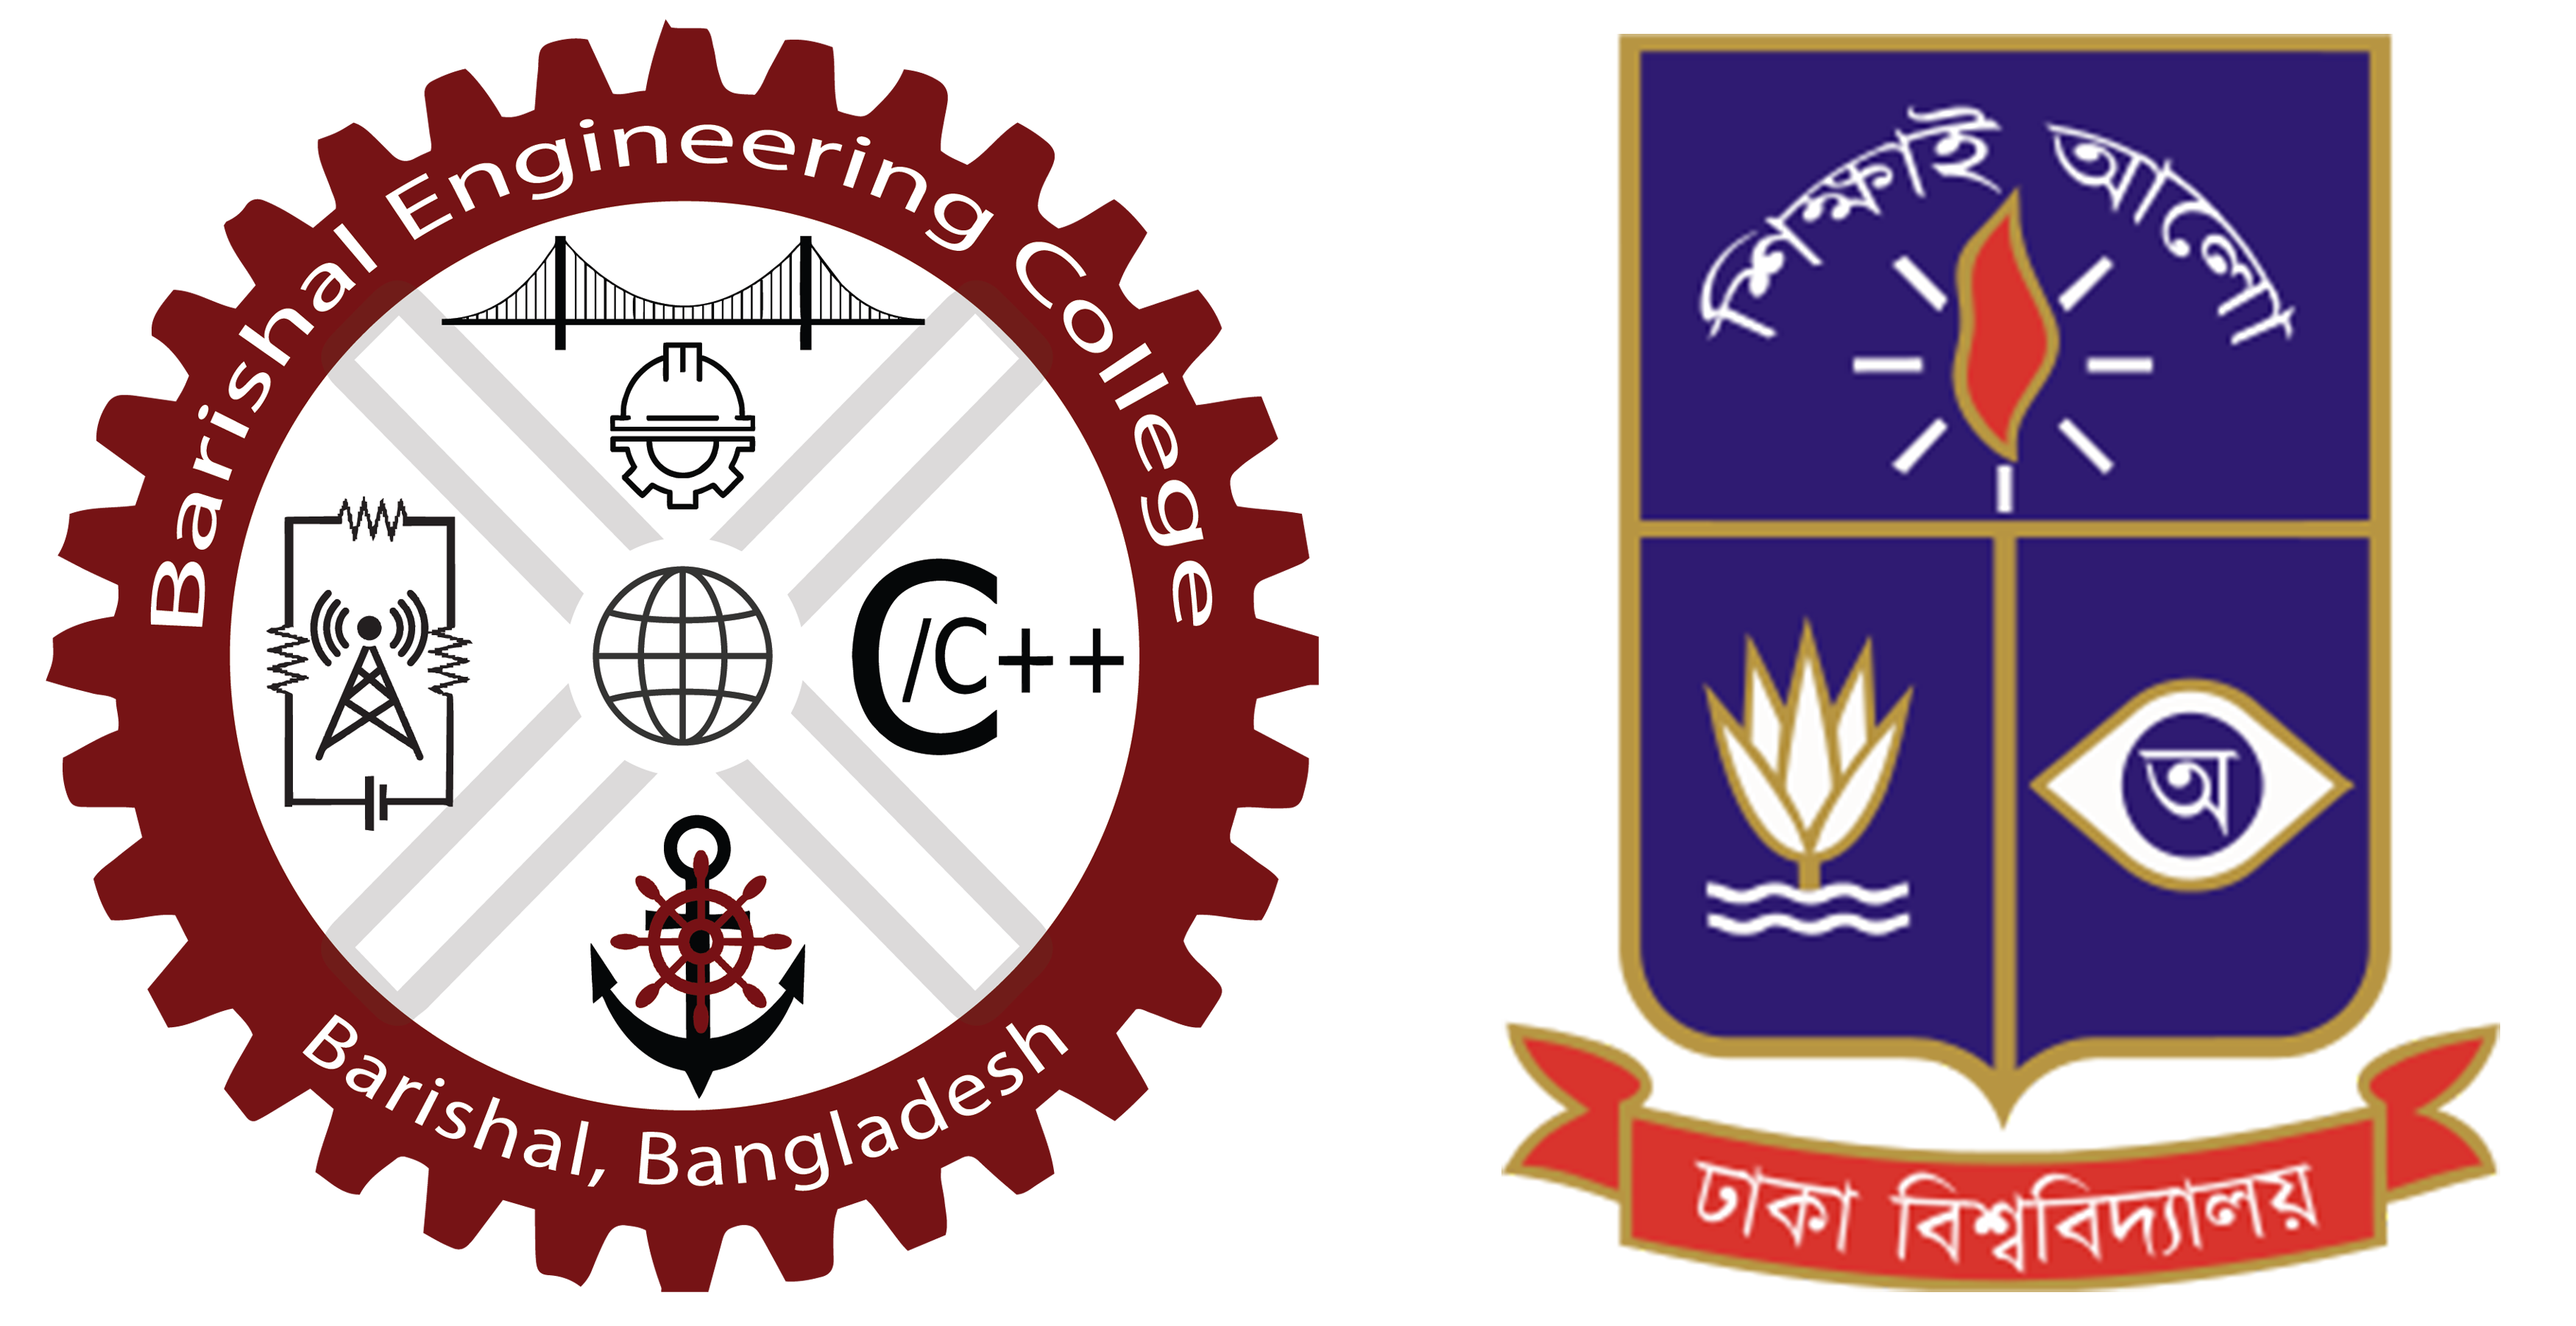 Barishal Engineering College
C/C++
Barishal, Bangladesh
শিক্ষাই আলো
অ
ঢাকা বিশ্ববিদ্যালয়